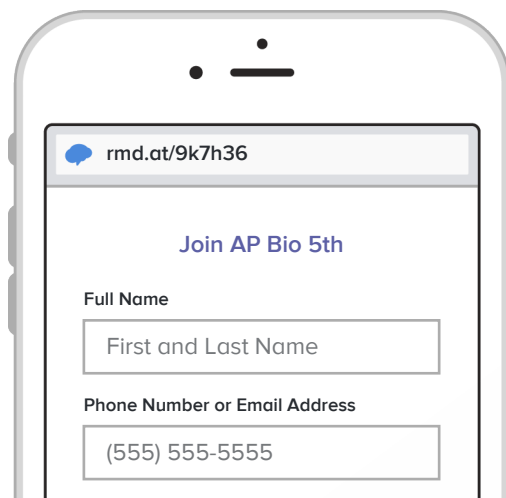 rmd.at/9k7h36
Join AP Bio 5th
Full Name
First and Last Name
Phone Number or Email Address
(555) 555-5555